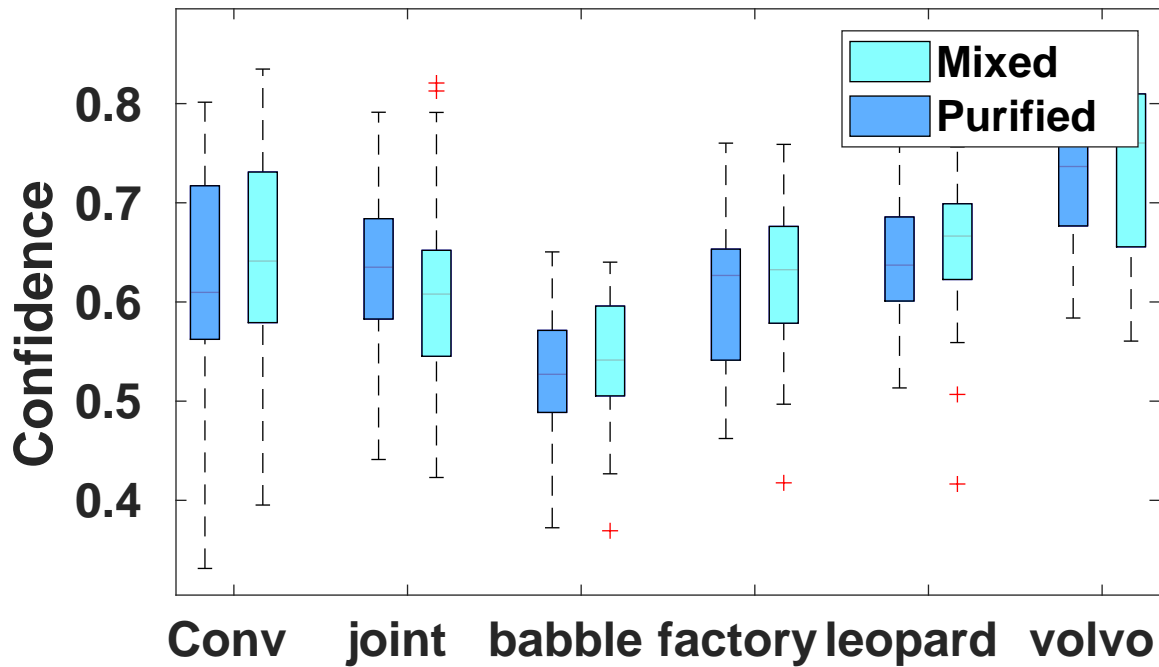 Mixed
Purified
0.8
0.7
0.6
0.5
0.4
Confidence
Conv joint babble factory leopard volvo